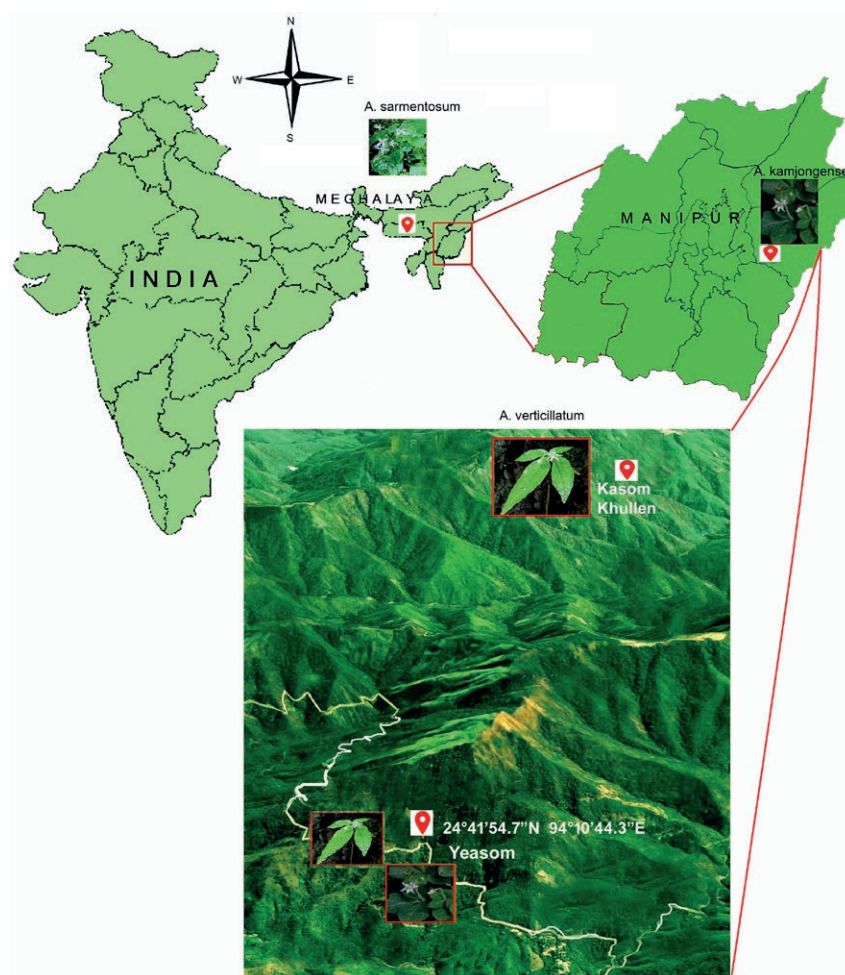 N
W
E
S
A. sarmentosum
MEGHALAYA
INDIA
A. kamjongense
MANIPUR
A. verticillatum
Kasom
Khullen
24°41'54.7"N 94°10'44.3"E
Yeasom